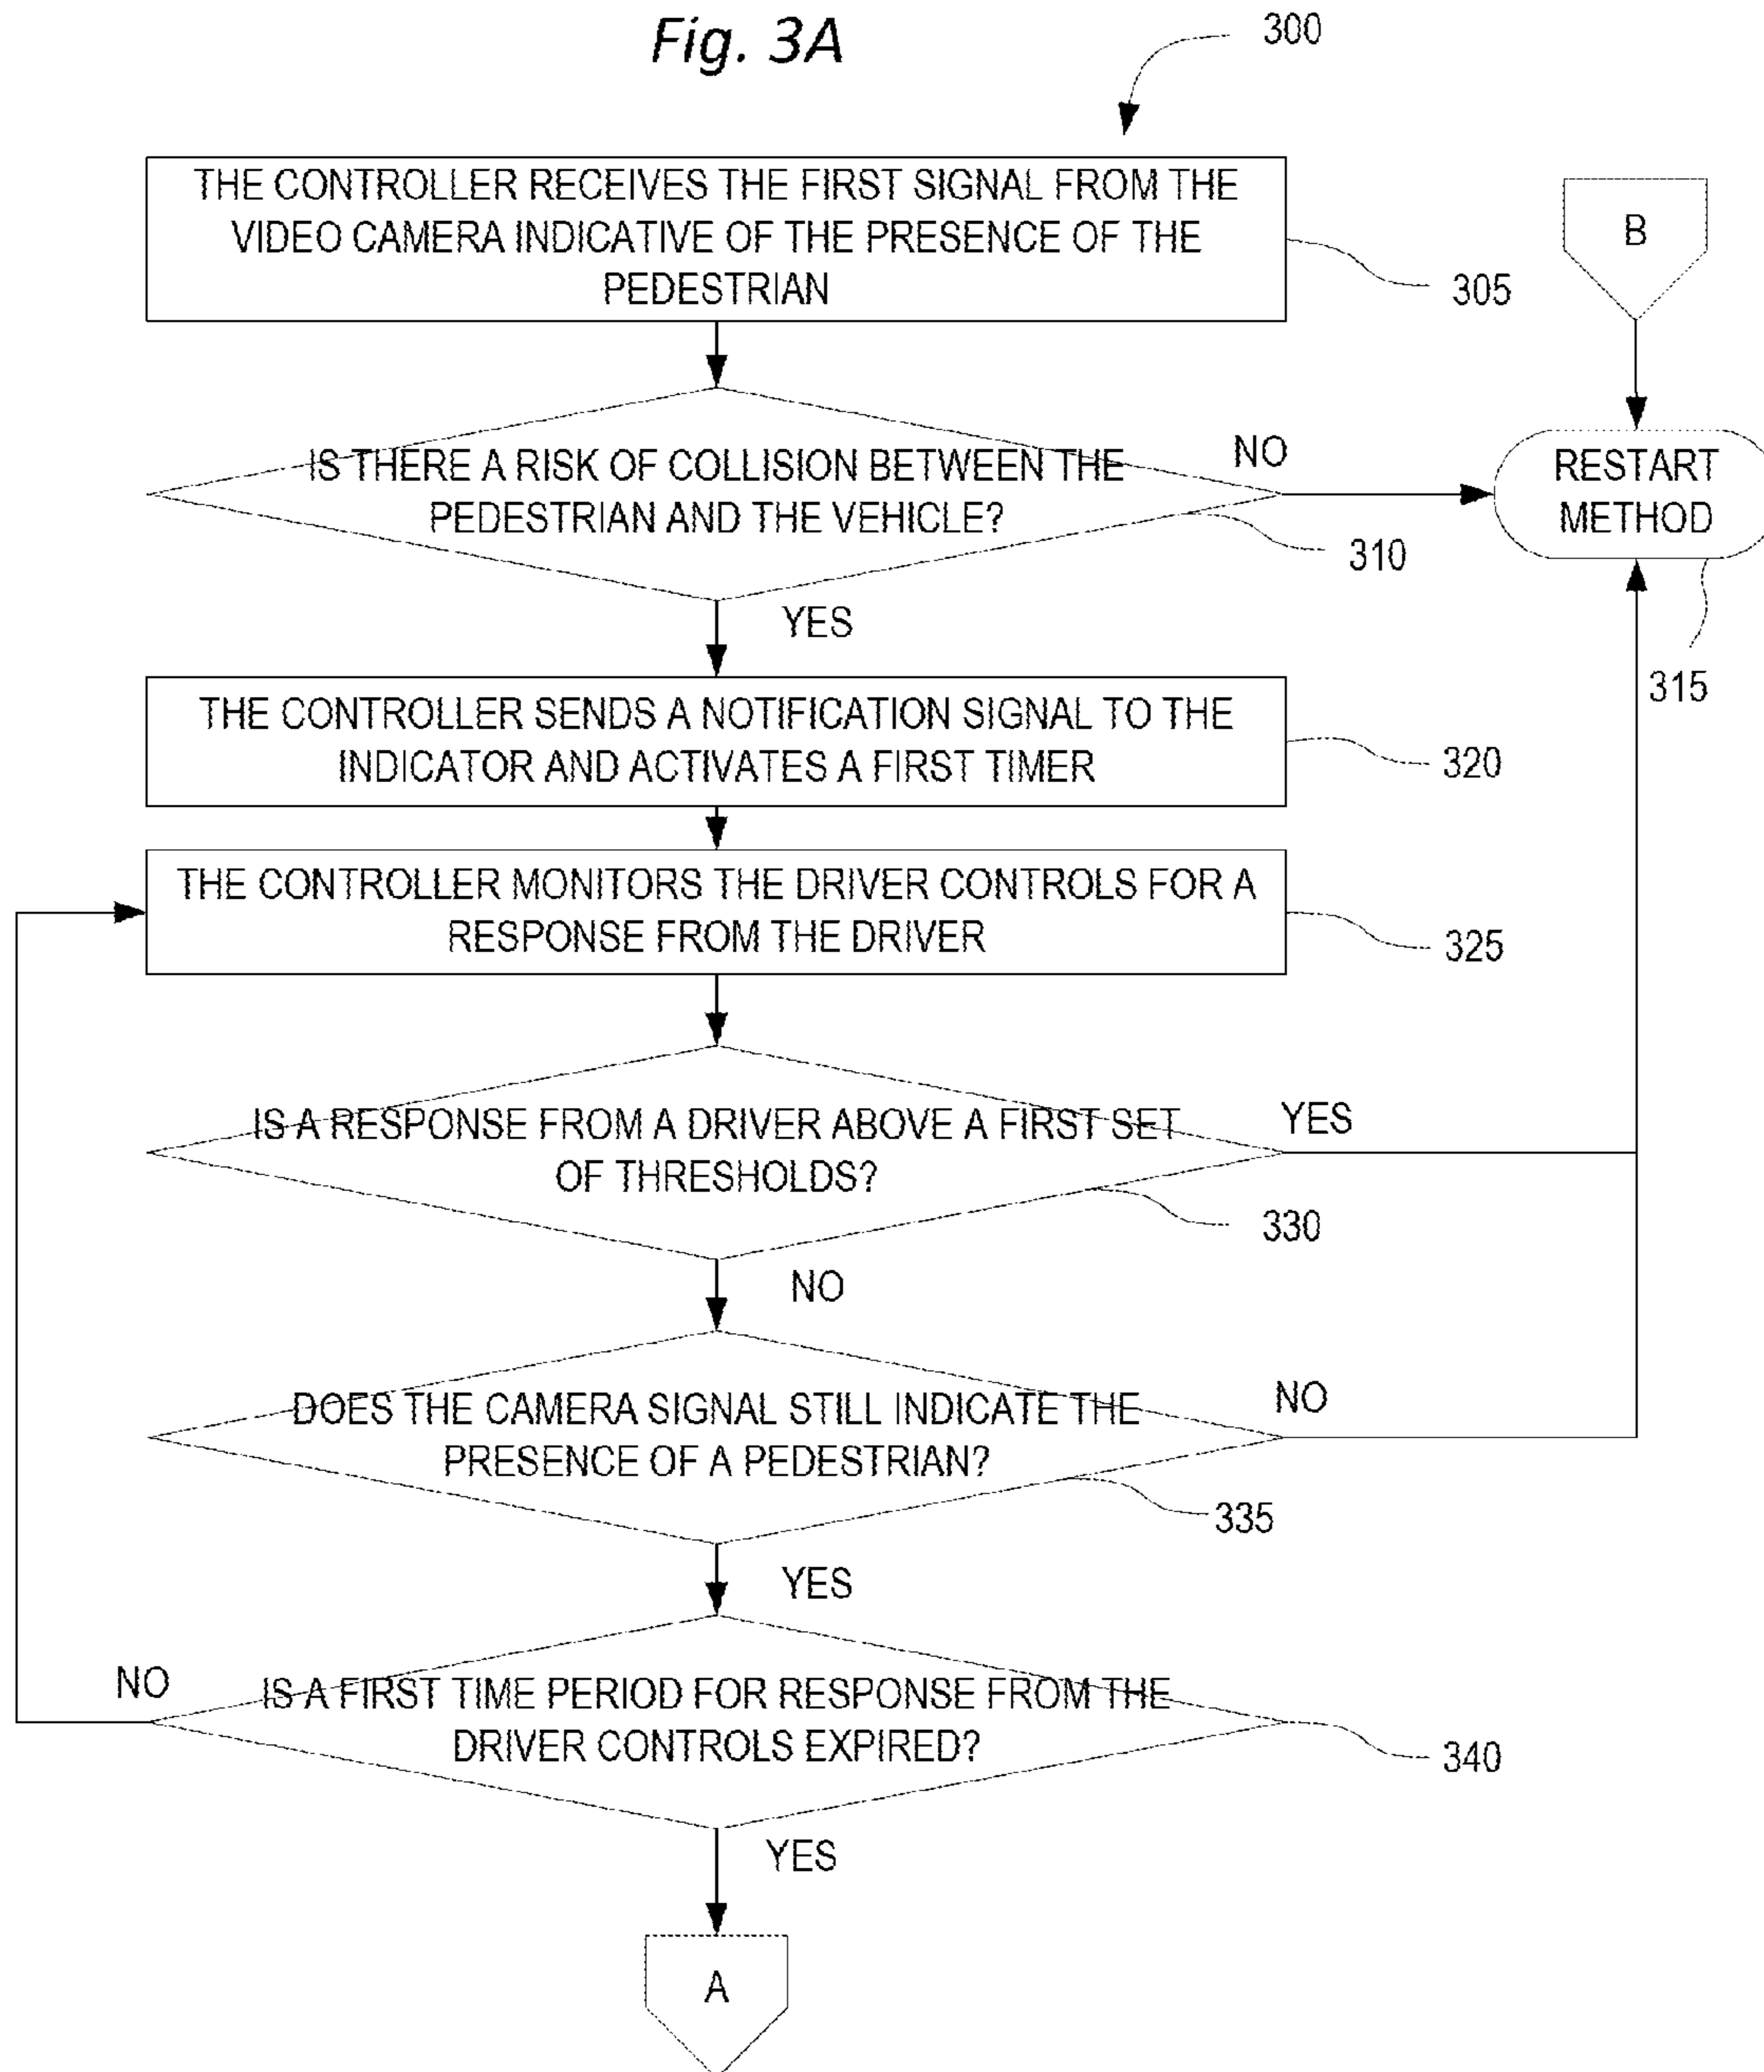 Fig. 3A
300
THE CONTROLLER RECEIVES THE FIRST SIGNAL FROM THE
VIDEO CAMERA INDICATIVE OF THE PRESENCE OF THE
PEDESTRIAN
305
B
IS THERE A RISK OF COLLISION BETWEEN THE
PEDESTRIAN AND THE VEHICLE?
NO
310
RESTART
METHOD
315
YES
THE CONTROLLER SENDS A NOTIFICATION SIGNAL TO THE
INDICATOR AND ACTIVATES A FIRST TIMER
320
THE CONTROLLER MONITORS THE DRIVER CONTROLS FOR A
RESPONSE FROM THE DRIVER
325
IS A RESPONSE FROM A DRIVER ABOVE A FIRST SET
OF THRESHOLDS?
YES
330
NO
DOES THE CAMERA SIGNAL STILL INDICATE THE
PRESENCE OF A PEDESTRIAN?
NO
335
YES
NO
IS A FIRST TIME PERIOD FOR RESPONSE FROM THE
DRIVER CONTROLS EXPIRED?
340
YES
A